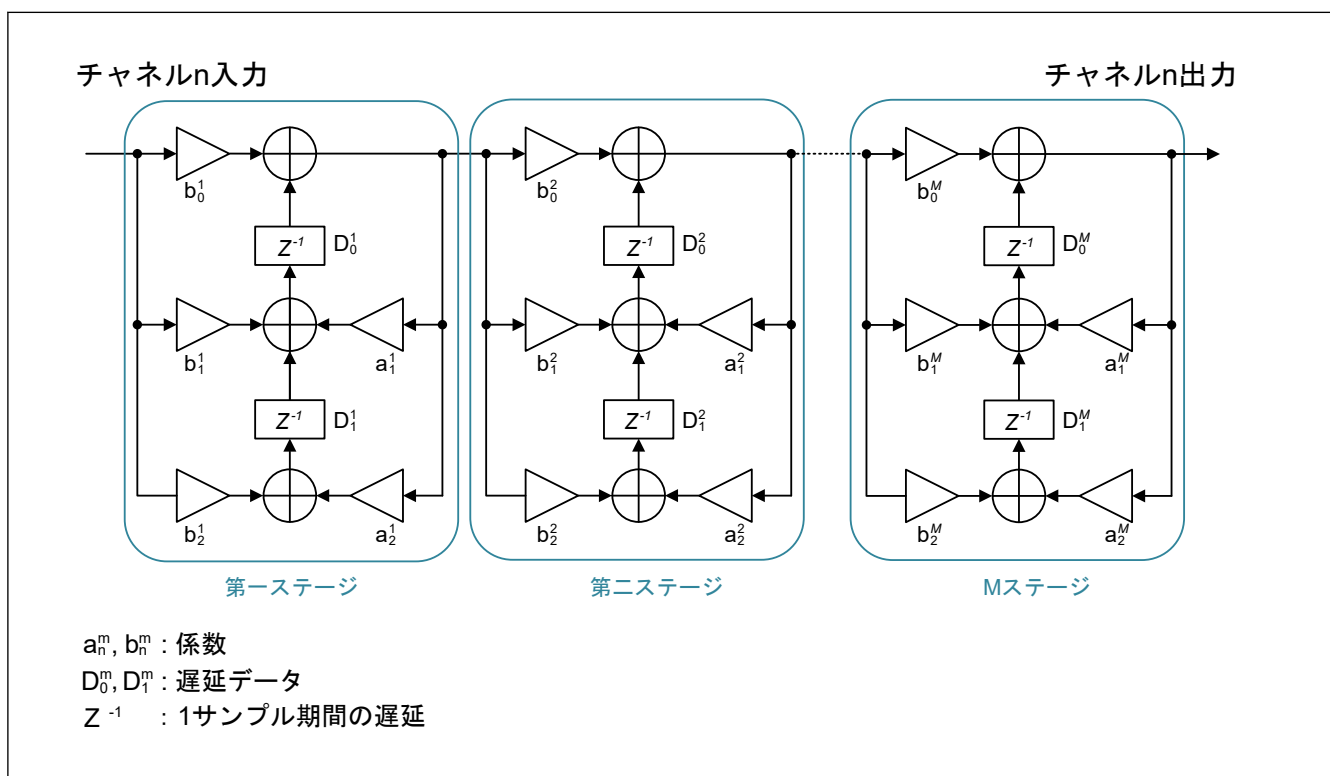 チャネルn入力 チャネルn出力
b₀¹ b₀² b₀ᴹ
Z⁻¹ D₀¹ Z⁻¹ D₀² Z⁻¹ D₀ᴹ
b₁¹ a₁¹ b₁² a₁² b₁ᴹ a₁ᴹ
Z⁻¹ D₁¹ Z⁻¹ D₁² Z⁻¹ D₁ᴹ
b₂¹ a₂¹ b₂² a₂² b₂ᴹ a₂ᴹ
第一ステージ 第二ステージ Mステージ
aₙᵐ, bₙᵐ : 係数
D₀ᵐ, D₁ᵐ : 遅延データ
Z ⁻¹ : 1サンプル期間の遅延